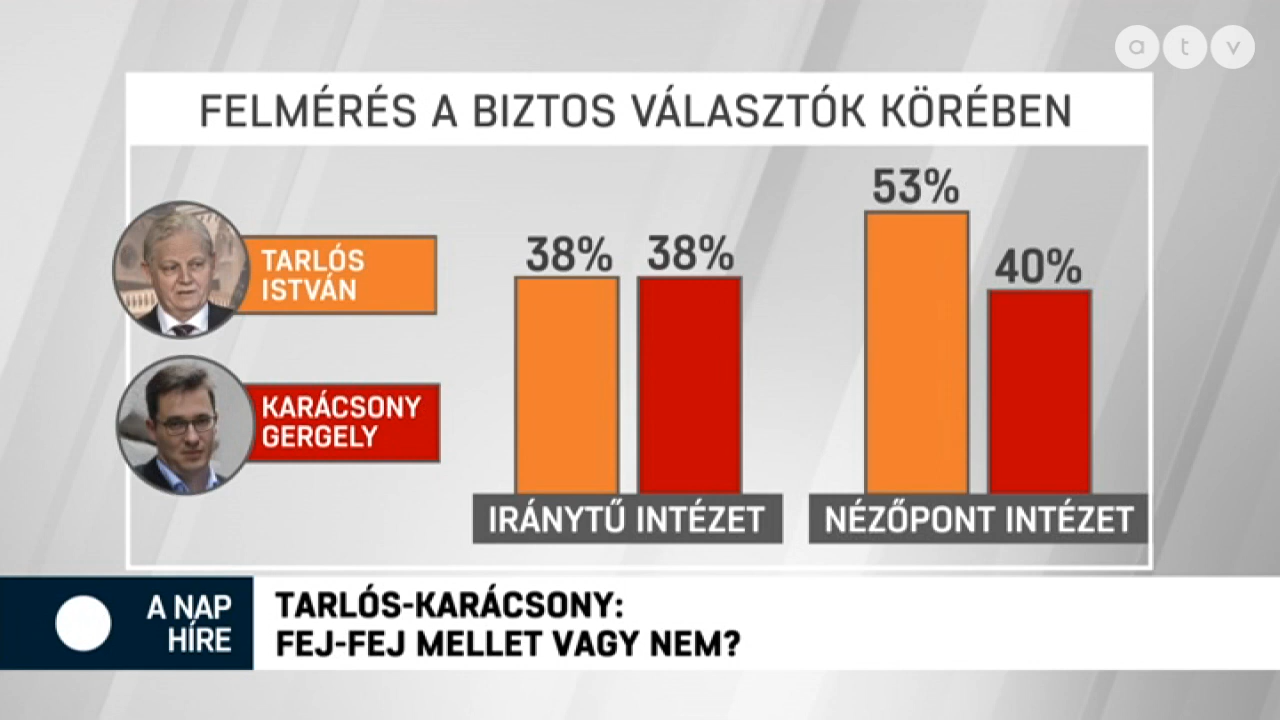 atv
FELMÉRÉS A BIZTOS VÁLASZTÓK KÖRÉBEN
TARLÓS
ISTVÁN
KARÁCSONY
GERGELY
38%
38%
53%
40%
IRÁNYTŰ INTÉZET
NÉZŐPONT INTÉZET
A NAP
HÍRE
TARLÓS-KARÁCSONY:
FEJ-FEJ MELLET VAGY NEM?